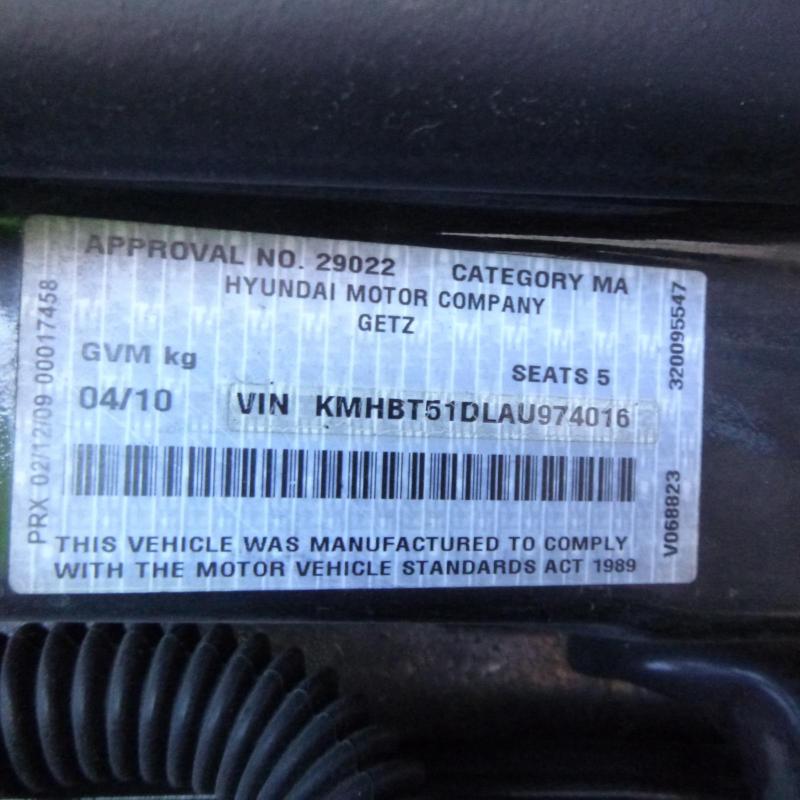 APPROVAL NO. 29022 CATEGORY MA
HYUNDAI MOTOR COMPANY
GETZ
GVM kg SEATS 5
04/10 VIN KMHBT51DLAU974016
THIS VEHICLE WAS MANUFACTURED TO COMPLY
WITH THE MOTOR VEHICLE STANDARDS ACT 1989
PRX 02/12/09 00017458
V068823 320095547